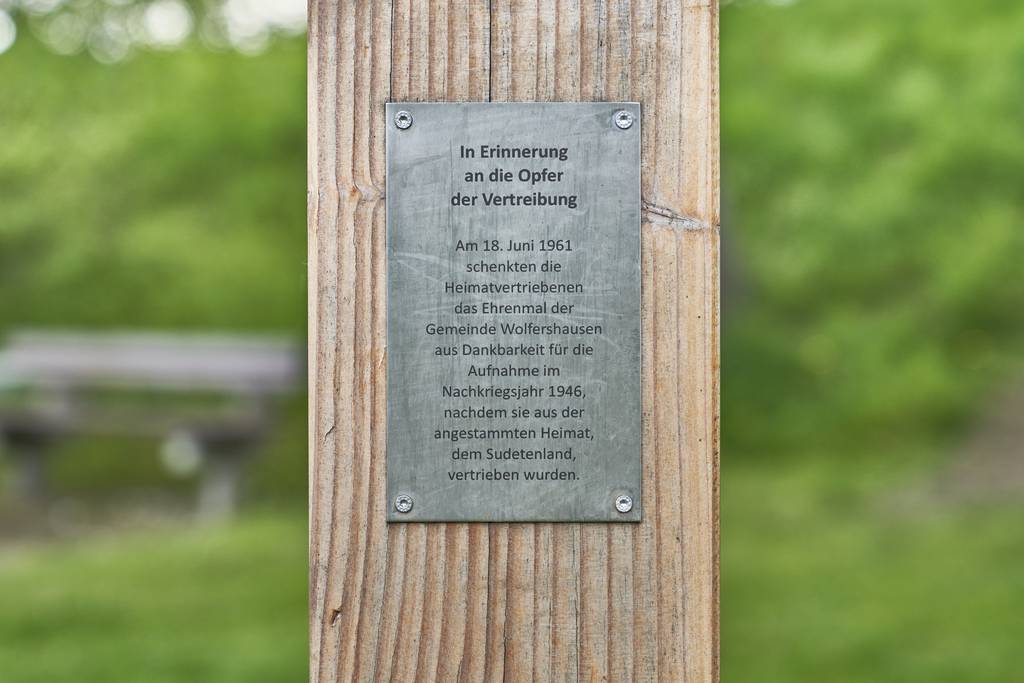 In Erinnerung
an die Opfer
der Vertreibung
Am 18. Juni 1961
schenkten die
Heimatvertriebenen
das Ehrenmal der
Gemeinde Wolfershausen
aus Dankbarkeit für die
Aufnahme im
Nachkriegsjahr 1946,
nachdem sie aus der
angestammten Heimat,
dem Sudetenland,
vertrieben wurden.